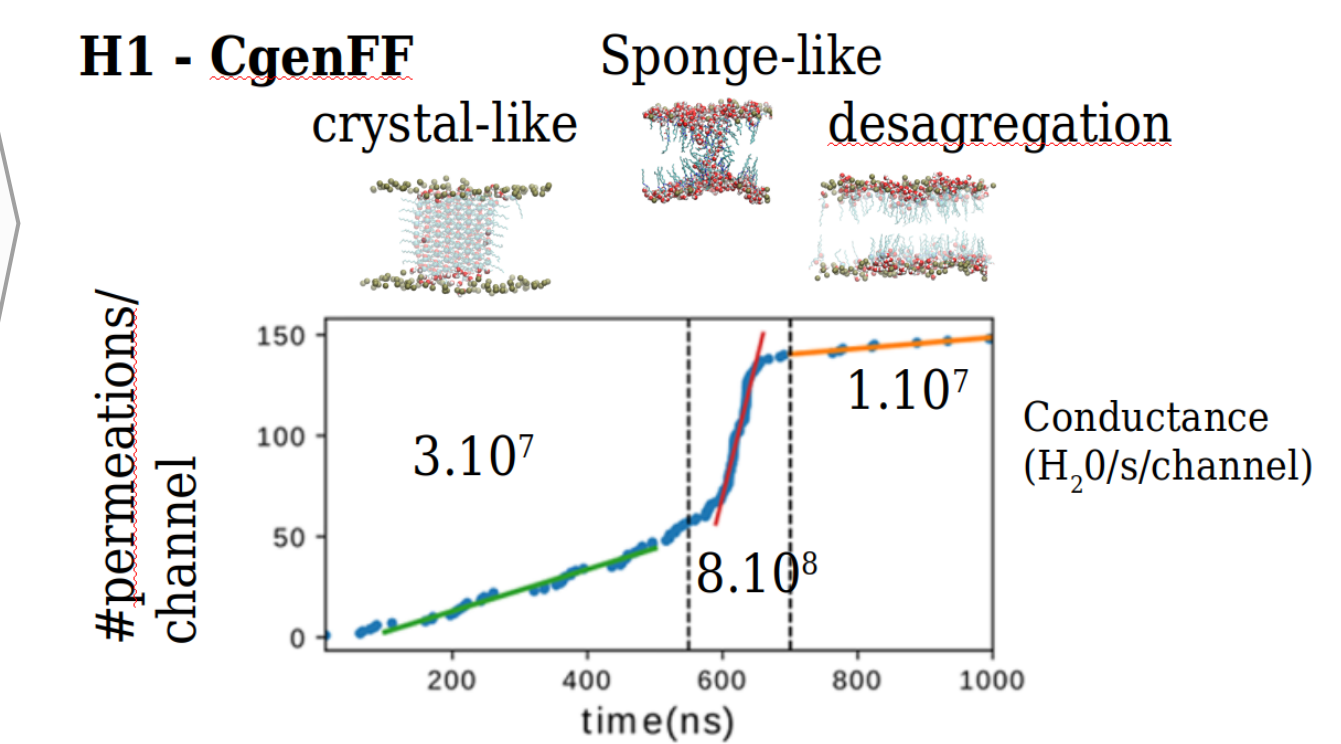 H1 - CgenFF
Sponge-like
crystal-like
desagregation
#permeations/
channel
150
100
50
0
3.10⁷
8.10⁸
1.10⁷
Conductance
(H₂0/s/channel)
200 400 600 800 1000
time(ns)